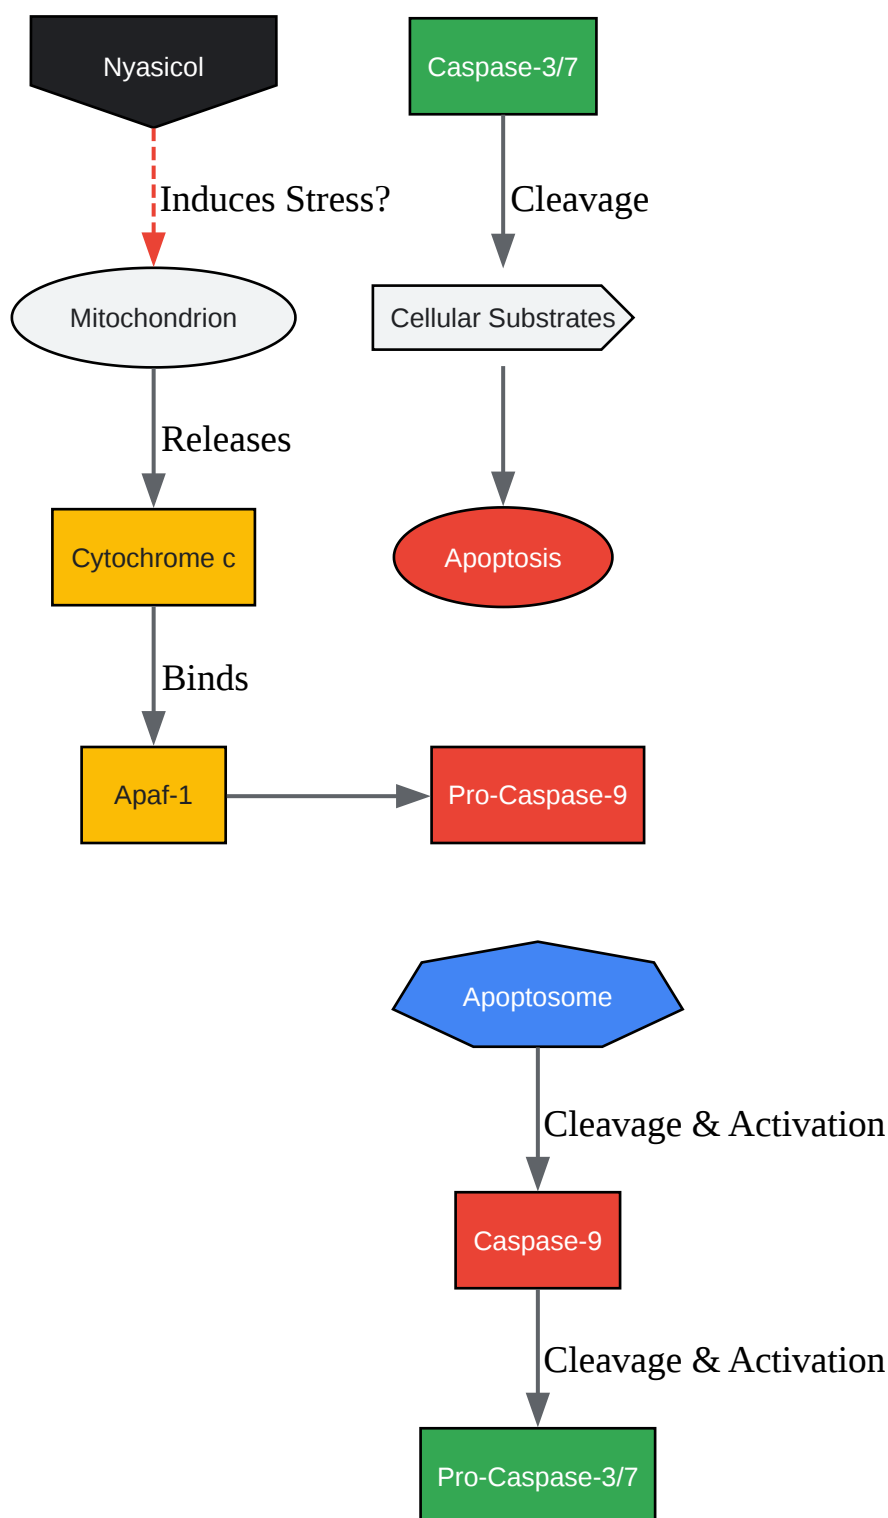 Nyasicol
Caspase-3/7
Induces Stress?
Cleavage
Mitochondrion
Cellular Substrates
Releases
Cytochrome c
Apoptosis
Binds
Apaf-1
Pro-Caspase-9
Apoptosome
Cleavage & Activation
Caspase-9
Cleavage & Activation
Pro-Caspase-3/7